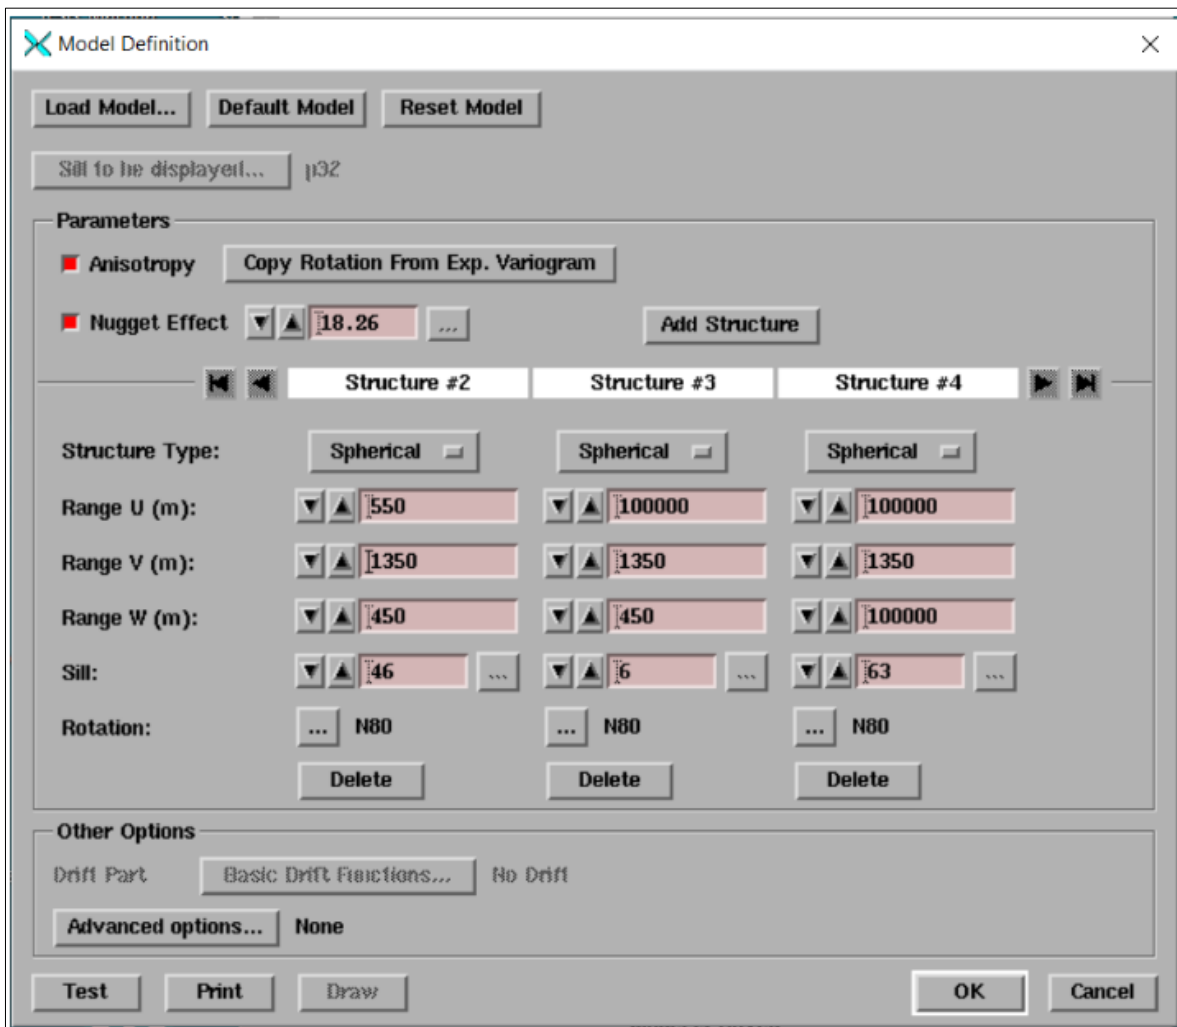 Model Definition
Load Model... Default Model Reset Model
Sill to be displayed... p32
Parameters
Anisotropy Copy Rotation From Exp. Variogram
Nugget Effect 18.26 ... Add Structure
Structure #2 Structure #3 Structure #4
Structure Type: Spherical Spherical Spherical
Range U (m): 550 100000 100000
Range V (m): 1350 1350 1350
Range W (m): 450 450 100000
Sill: 46 ... 6 ... 63 ...
Rotation: ... N80 ... N80 ... N80
Delete Delete Delete
Other Options
Drift Part Basic Drift Functions... No Drift
Advanced options... None
Test Print Draw OK Cancel